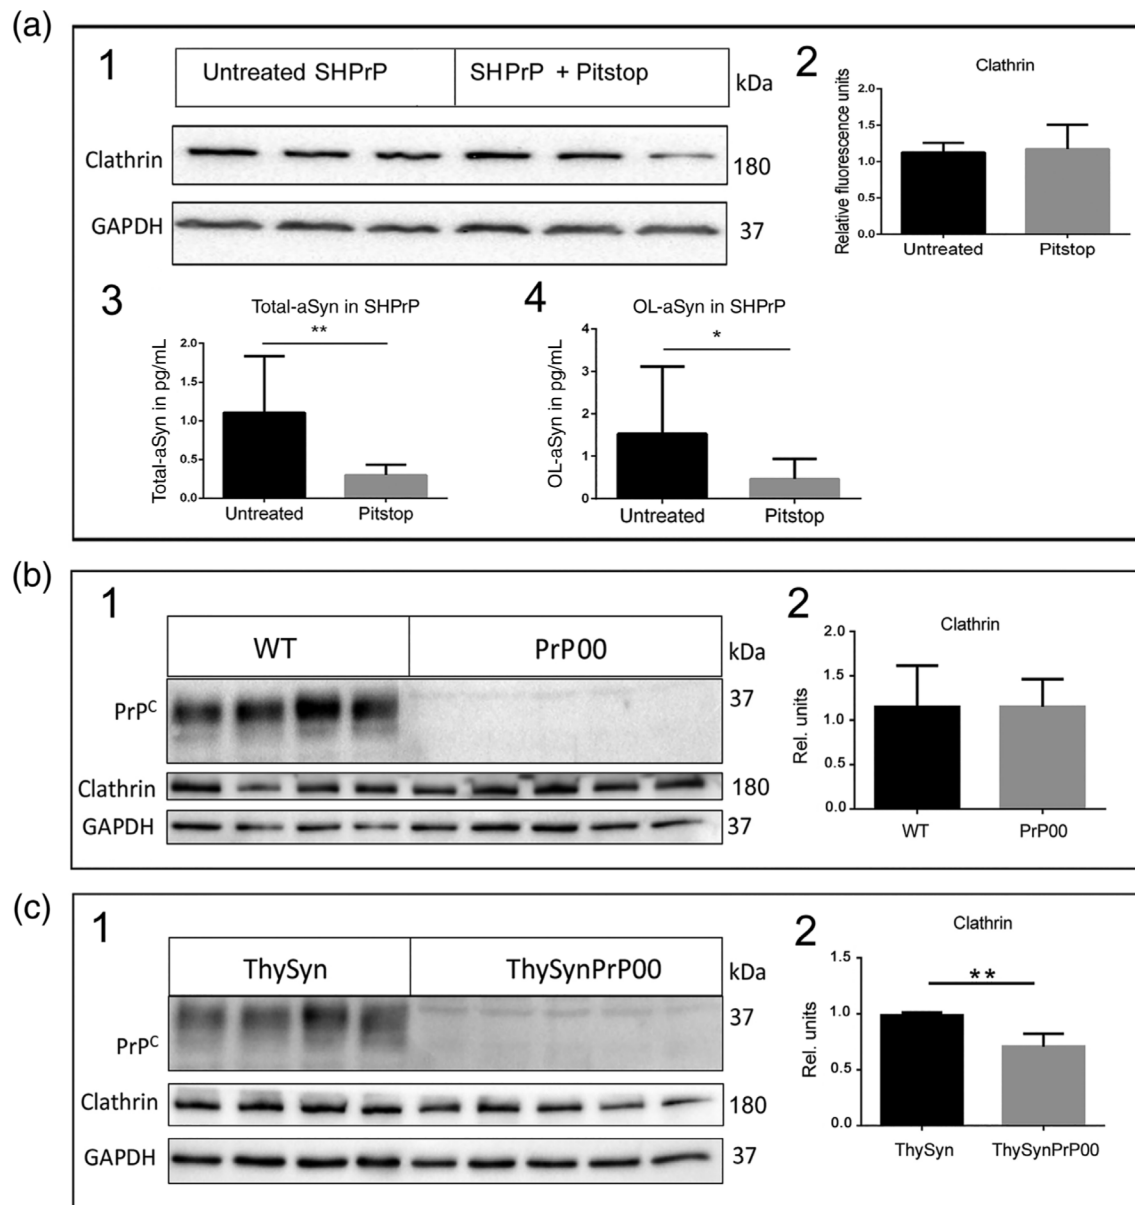 (a)
1
Untreated SHPrP
SHPrP + Pitstop
kDa
Clathrin
180
GAPDH
37
2
Clathrin
Relative fluorescence units
2.0
1.5
1.0
0.5
0.0
Untreated
Pitstop
3
Total-aSyn in SHPrP
**
Total-aSyn in pg/mL
2.0
1.5
1.0
0.5
0.0
Untreated
Pitstop
4
OL-aSyn in SHPrP
*
OL-aSyn in pg/mL
4
3
2
1
0
Untreated
Pitstop
(b)
1
WT
PrP00
kDa
PrPC
37
Clathrin
180
GAPDH
37
2
Clathrin
Rel. units
2.0
1.5
1.0
0.5
0.0
WT
PrP00
(c)
1
ThySyn
ThySynPrP00
kDa
PrPC
37
Clathrin
180
GAPDH
37
2
Clathrin
**
Rel. units
1.5
1.0
0.5
0.0
ThySyn
ThySynPrP00